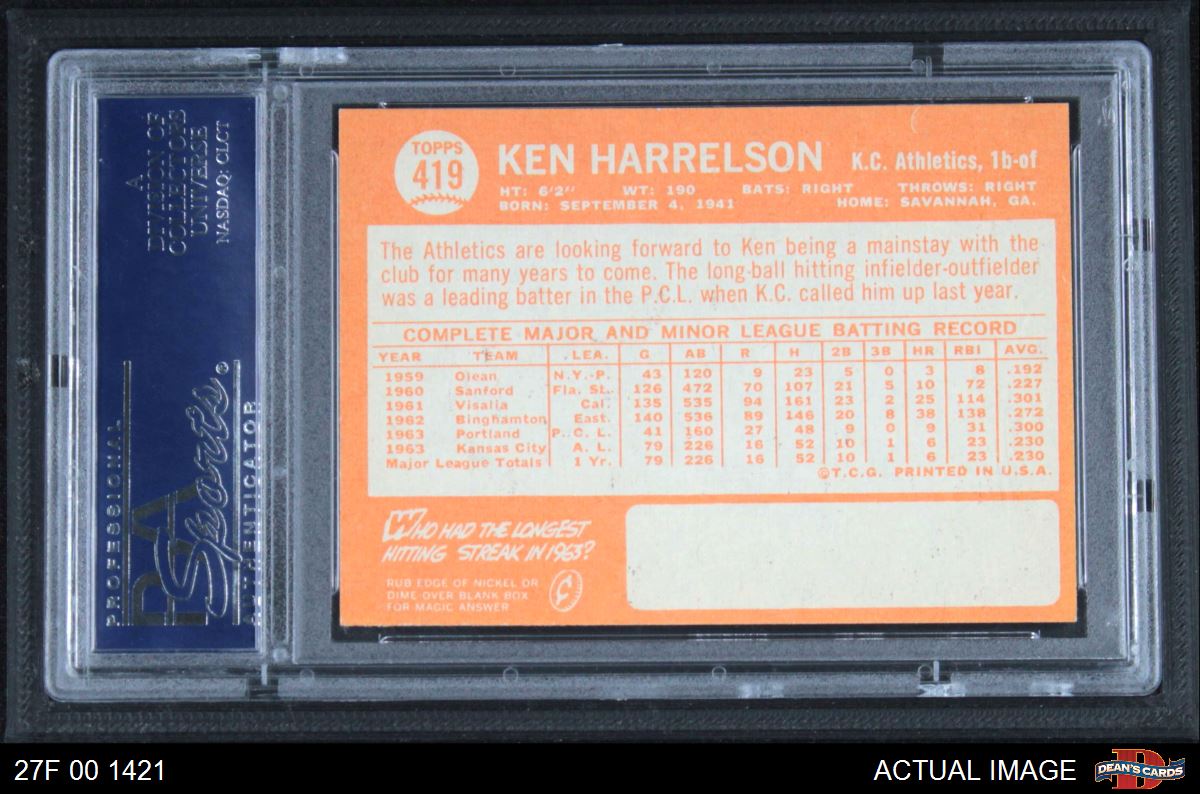 A
DIVISION OF
COLLECTORS
UNIVERSE
NASDAQ: CLCT
PROFESSIONAL
PSA
Sports®
AUTHENTICATOR
TOPPS
419
KEN HARRELSON K.C. Athletics, 1b-of
HT: 6'2" WT: 190 BATS: RIGHT THROWS: RIGHT
BORN: SEPTEMBER 4, 1941 HOME: SAVANNAH, GA.
The Athletics are looking forward to Ken being a mainstay with the
club for many years to come. The long-ball hitting infielder-outfielder
was a leading batter in the P.C.L. when K.C. called him up last year.
COMPLETE MAJOR AND MINOR LEAGUE BATTING RECORD
YEAR TEAM LEA. G AB R H 2B 3B HR RBI AVG.
1959 Olean N.Y.-P. 43 120 9 23 5 0 3 8 .192
1960 Sanford Fla. St. 126 472 70 107 21 5 10 72 .227
1961 Visalia Cal. 135 535 94 161 23 2 25 114 .301
1962 Binghamton East. 140 536 89 146 20 8 38 138 .272
1963 Portland P.C.L. 41 160 27 48 9 0 9 31 .300
1963 Kansas City A. L. 79 226 16 52 10 1 6 23 .230
Major League Totals 1 Yr. 79 226 16 52 10 1 6 23 .230
©T.C.G. PRINTED IN U.S.A.
WHO HAD THE LONGEST
HITTING STREAK IN 1963?
RUB EDGE OF NICKEL OR
DIME OVER BLANK BOX
FOR MAGIC ANSWER
27F 00 1421
ACTUAL IMAGE
D
DEAN'S CARDS